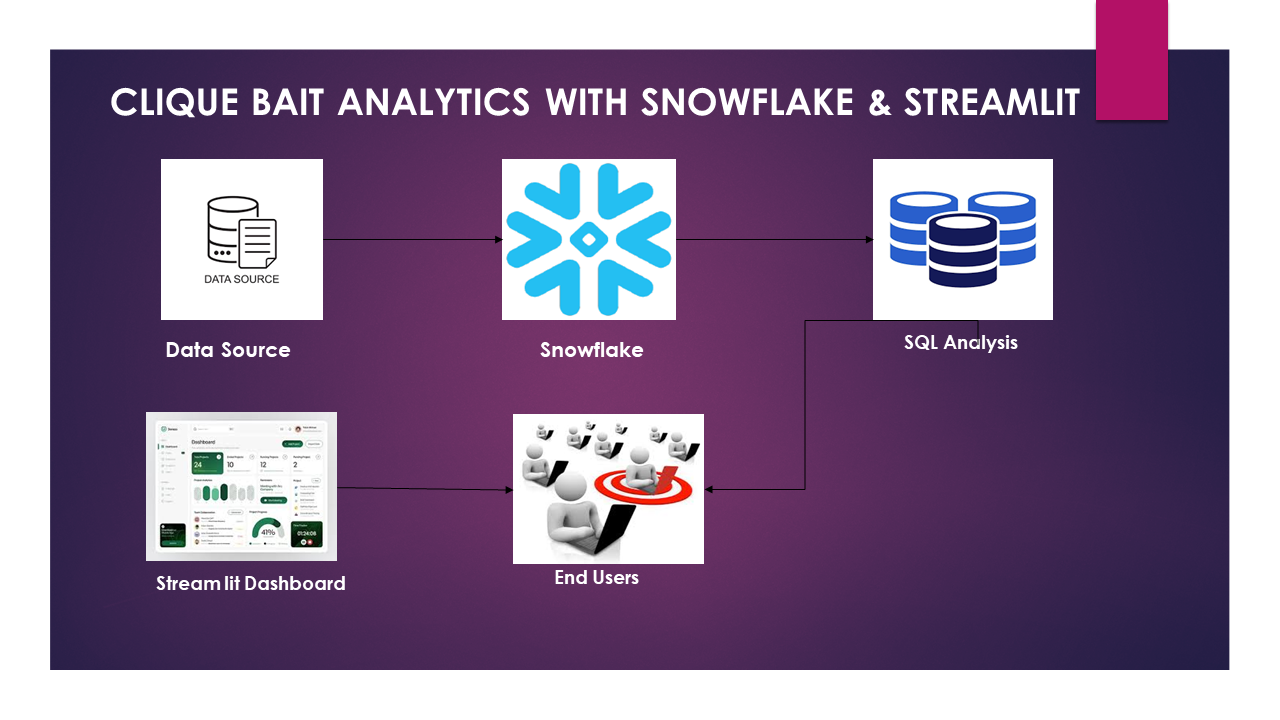 CLIQUE BAIT ANALYTICS WITH SNOWFLAKE & STREAMLIT
DATA SOURCE
Data Source
Snowflake
SQL Analysis
Dashboard
24
10
12
2
41%
01:24:08
Stream lit Dashboard
End Users